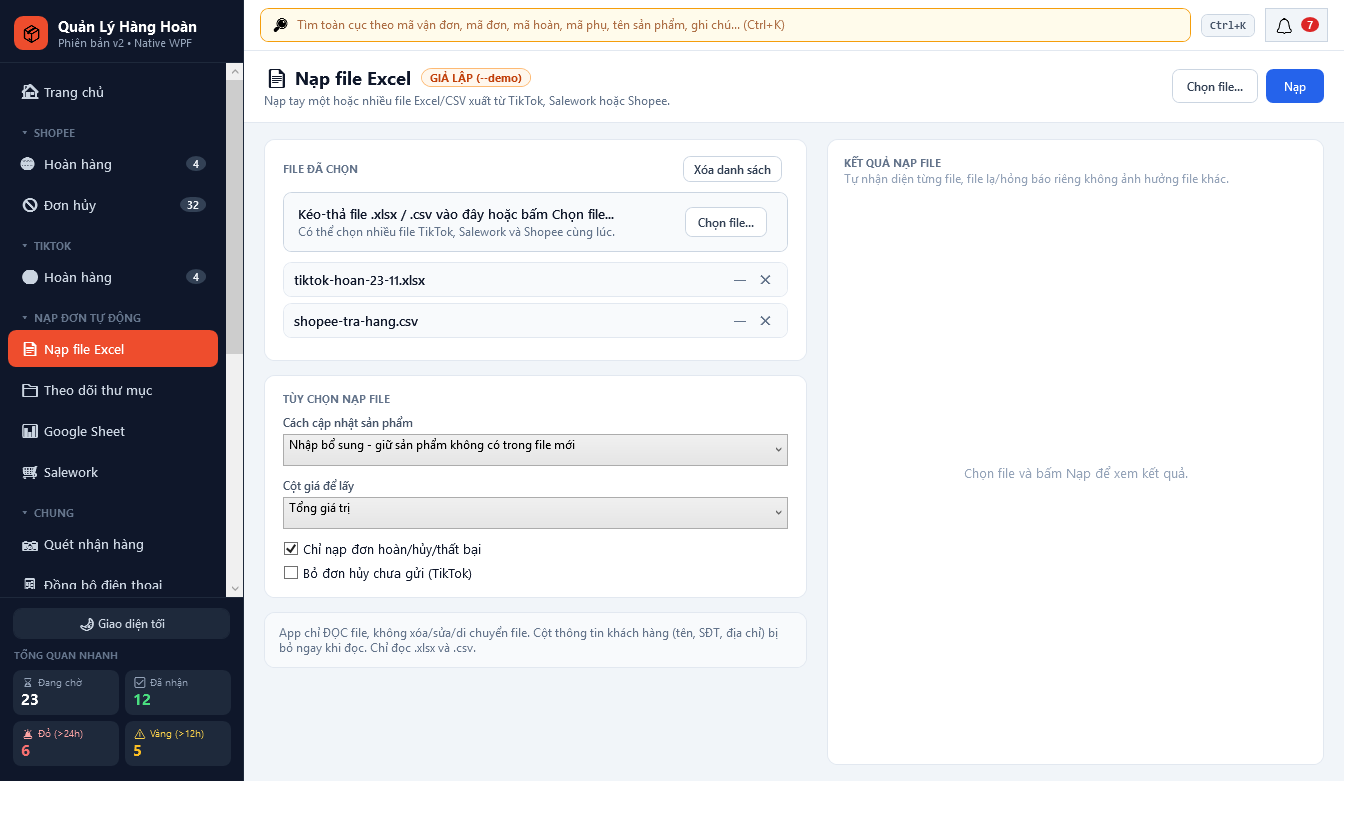 Quản Lý Hàng Hoàn
Phiên bản v2 • Native WPF
Trang chủ
SHOPEE
Hoàn hàng 4
Đơn hủy 32
TIKTOK
Hoàn hàng 4
NẠP ĐƠN TỰ ĐỘNG
Nạp file Excel
Theo dõi thư mục
Google Sheet
Salework
CHUNG
Quét nhận hàng
Đồng bộ điện thoại
Giao diện tối
TỔNG QUAN NHANH
Đang chờ
23
Đã nhận
12
Đỏ (>24h)
6
Vàng (>12h)
5
Tìm toàn cục theo mã vận đơn, mã đơn, mã hoàn, mã phụ, tên sản phẩm, ghi chú... (Ctrl+K)
Ctrl+K
7
Nạp file Excel GIẢ LẬP (--demo)
Nạp tay một hoặc nhiều file Excel/CSV xuất từ TikTok, Salework hoặc Shopee.
Chọn file...
Nạp
FILE ĐÃ CHỌN
Xóa danh sách
Kéo-thả file .xlsx / .csv vào đây hoặc bấm Chọn file...
Có thể chọn nhiều file TikTok, Salework và Shopee cùng lúc.
Chọn file...
tiktok-hoan-23-11.xlsx —
shopee-tra-hang.csv —
TÙY CHỌN NẠP FILE
Cách cập nhật sản phẩm
Nhập bổ sung - giữ sản phẩm không có trong file mới
Cột giá để lấy
Tổng giá trị
Chỉ nạp đơn hoàn/hủy/thất bại
Bỏ đơn hủy chưa gửi (TikTok)
App chỉ ĐỌC file, không xóa/sửa/di chuyển file. Cột thông tin khách hàng (tên, SĐT, địa chỉ) bị
bỏ ngay khi đọc. Chỉ đọc .xlsx và .csv.
KẾT QUẢ NẠP FILE
Tự nhận diện từng file, file lạ/hỏng báo riêng không ảnh hưởng file khác.
Chọn file và bấm Nạp để xem kết quả.